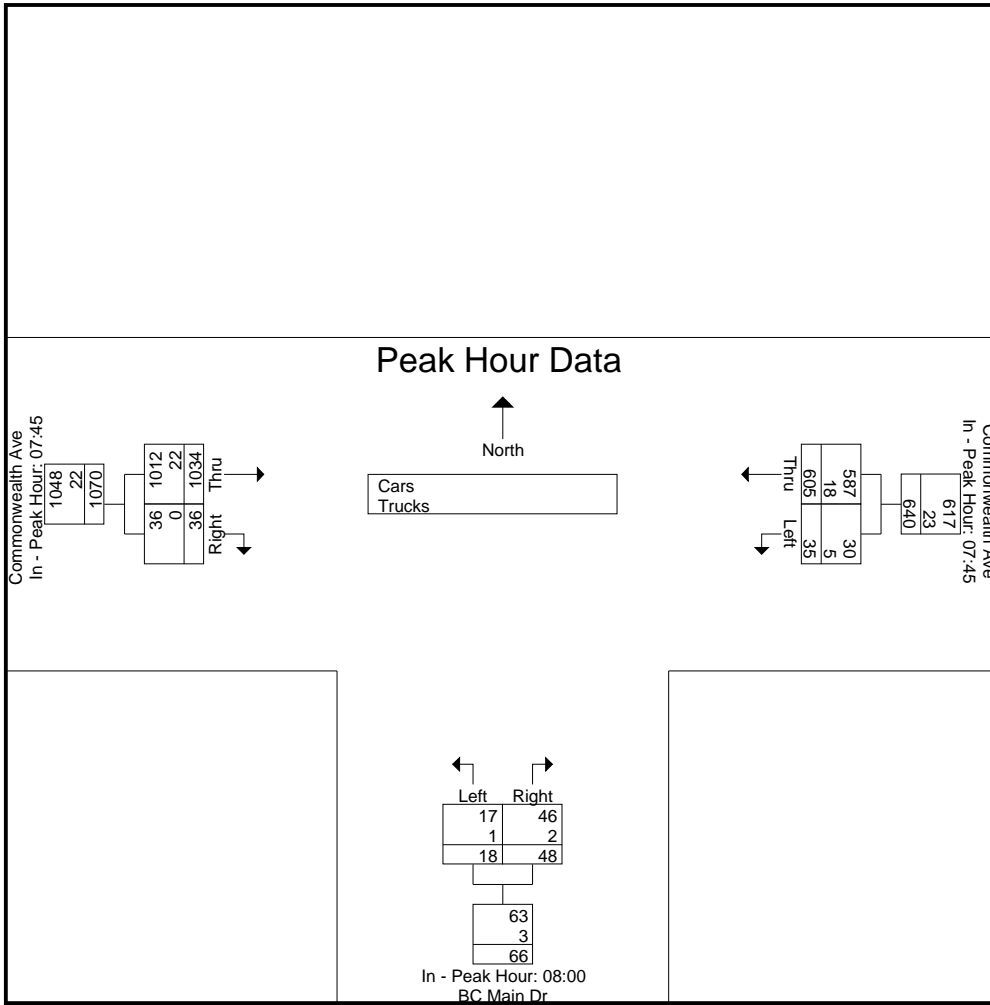 Peak Hour Data
North
Cars
Trucks
Commonwealth Ave
In - Peak Hour: 07:45
1048
22
1070
1012
22
1034
Thru
36
0
36
Right
Commonwealth Ave
In - Peak Hour: 07:45
617
23
640
587
18
605
Thru
30
5
35
Left
Left Right
17 46
1 2
18 48
63
3
66
In - Peak Hour: 08:00
BC Main Dr